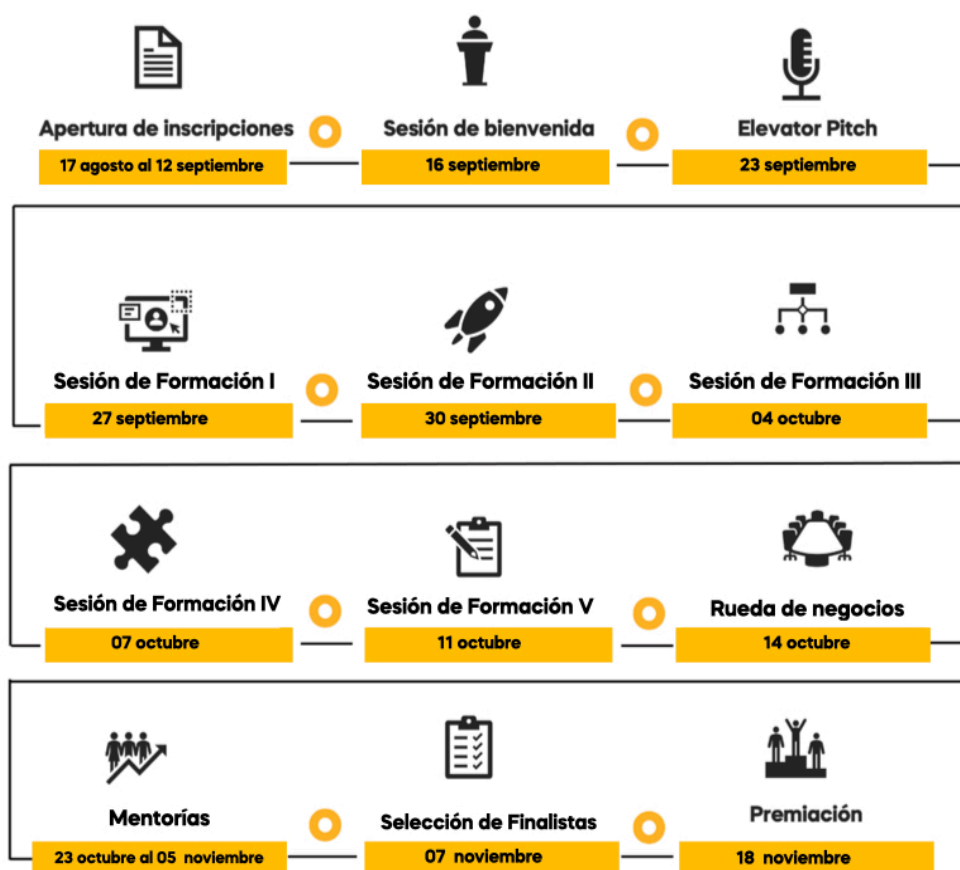 Apertura de inscripciones
17 agosto al 12 septiembre
Sesión de bienvenida
16 septiembre
Elevator Pitch
23 septiembre
Sesión de Formación I
27 septiembre
Sesión de Formación II
30 septiembre
Sesión de Formación III
04 octubre
Sesión de Formación IV
07 octubre
Sesión de Formación V
11 octubre
Rueda de negocios
14 octubre
Mentorías
23 octubre al 05 noviembre
Selección de Finalistas
07 noviembre
Premiación
18 noviembre